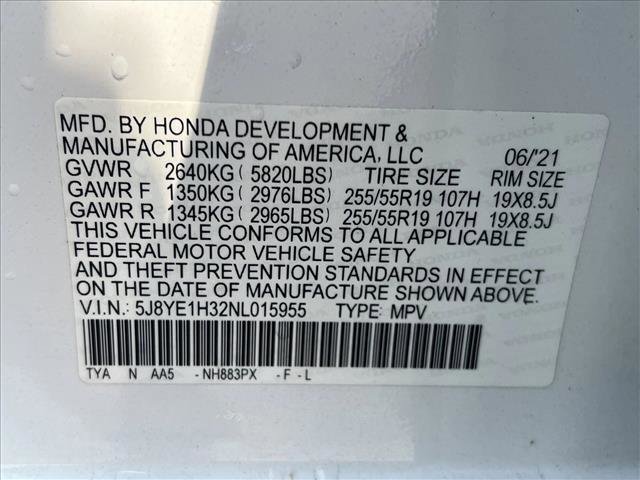 MFD. BY HONDA DEVELOPMENT &
MANUFACTURING OF AMERICA, LLC 06/'21
GVWR 2640KG ( 5820LBS) TIRE SIZE RIM SIZE
GAWR F 1350KG ( 2976LBS) 255/55R19 107H 19X8.5J
GAWR R 1345KG ( 2965LBS) 255/55R19 107H 19X8.5J
THIS VEHICLE CONFORMS TO ALL APPLICABLE
FEDERAL MOTOR VEHICLE SAFETY
AND THEFT PREVENTION STANDARDS IN EFFECT
ON THE DATE OF MANUFACTURE SHOWN ABOVE.
V.I.N.: 5J8YE1H32NL015955 TYPE: MPV
TYA N AA5 - NH883PX - F - L